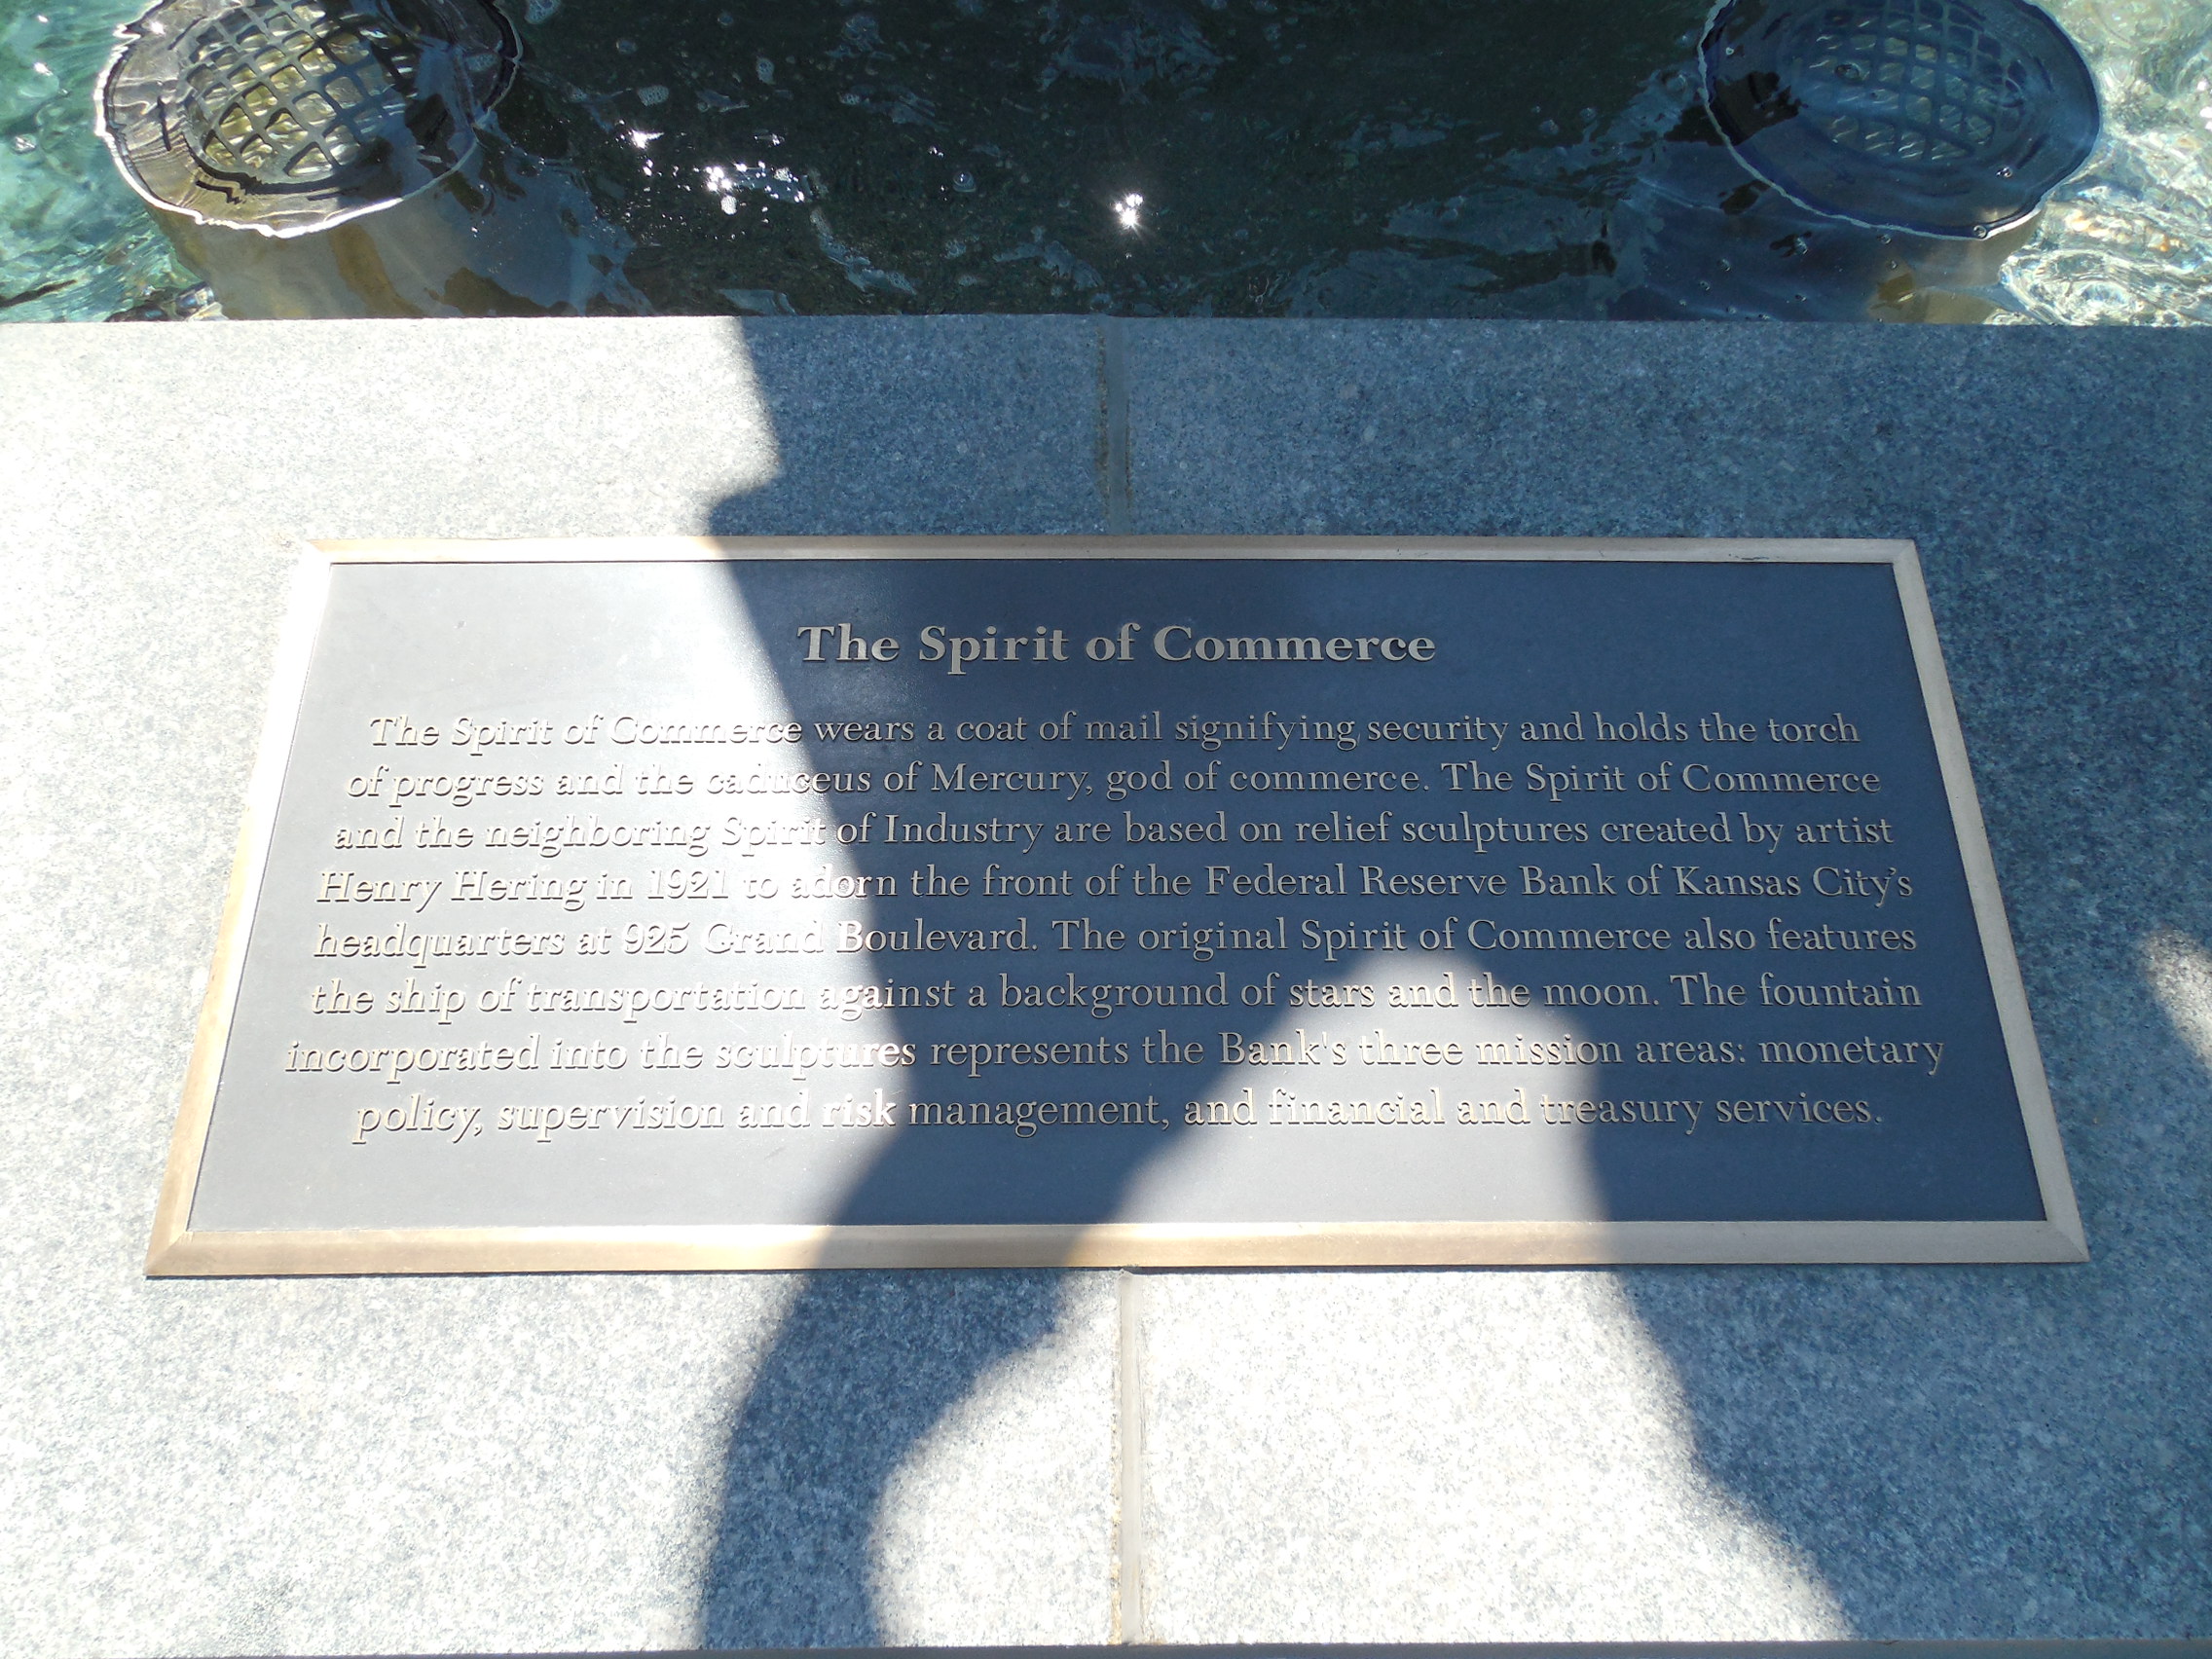 The Spirit of Commerce
The Spirit of Commerce wears a coat of mail signifying security and holds the torch
of progress and the caduceus of Mercury, god of commerce. The Spirit of Commerce
and the neighboring Spirit of Industry are based on relief sculptures created by artist
Henry Hering in 1921 to adorn the front of the Federal Reserve Bank of Kansas City's
headquarters at 925 Grand Boulevard. The original Spirit of Commerce also features
the ship of transportation against a background of stars and the moon. The fountain
incorporated into the sculptures represents the Bank's three mission areas: monetary
policy, supervision and risk management, and financial and treasury services.